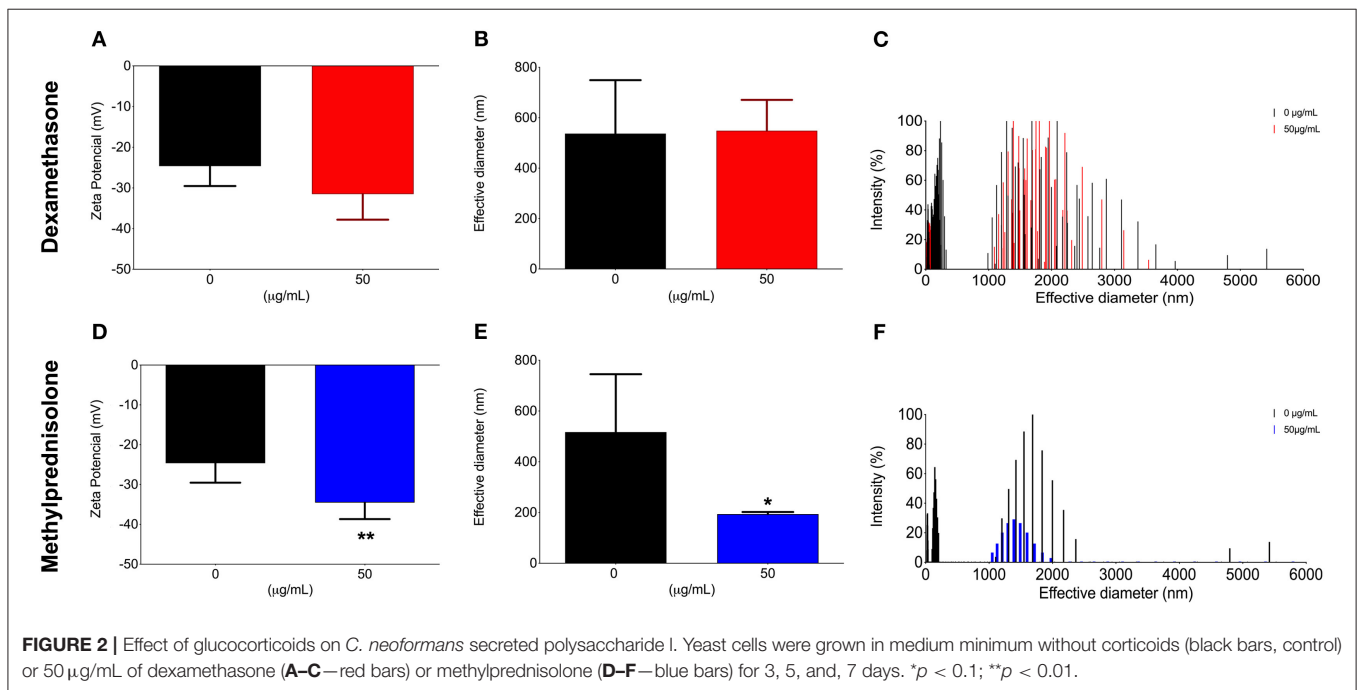 Dexamethasone
A
0
-10
-20
-30
-40
-50
Zeta Potencial (mV)
0 50
(µg/mL)
B
800
600
400
200
0
Effective diameter (nm)
0 50
(µg/mL)
C
0 µg/mL
50µg/mL
100
80
60
40
20
0
Intensity (%)
0 1000 2000 3000 4000 5000 6000
Effective diameter (nm)
Methylprednisolone
D
0
-10
-20
-30
-40
-50
Zeta Potencial (mV)
**
0 50
(µg/mL)
E
800
600
400
200
0
Effective diameter (nm)
*
0 50
(µg/mL)
F
0 µg/mL
50µg/mL
100
80
60
40
20
0
Intensity (%)
0 1000 2000 3000 4000 5000 6000
Effective diameter (nm)
FIGURE 2 | Effect of glucocorticoids on C. neoformans secreted polysaccharide I. Yeast cells were grown in medium minimum without corticoids (black bars, control)
or 50 µg/mL of dexamethasone (A–C—red bars) or methylprednisolone (D–F—blue bars) for 3, 5, and, 7 days. *p < 0.1; **p < 0.01.